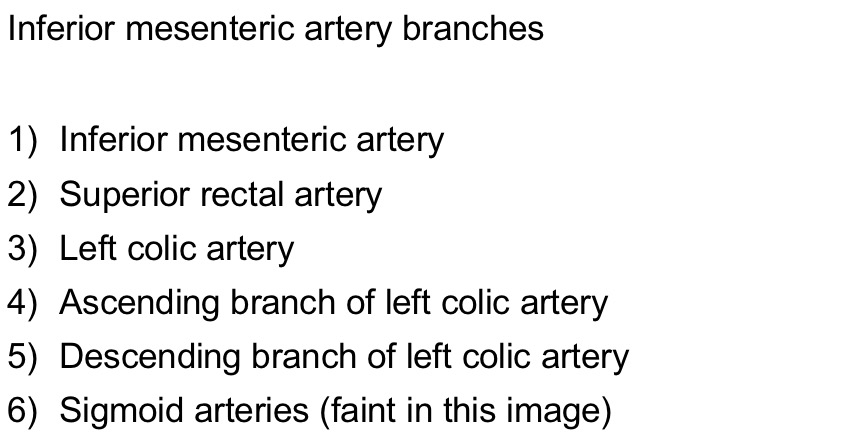 Inferior mesenteric artery branches
1) Inferior mesenteric artery
2) Superior rectal artery
3) Left colic artery
4) Ascending branch of left colic artery
5) Descending branch of left colic artery
6) Sigmoid arteries (faint in this image)